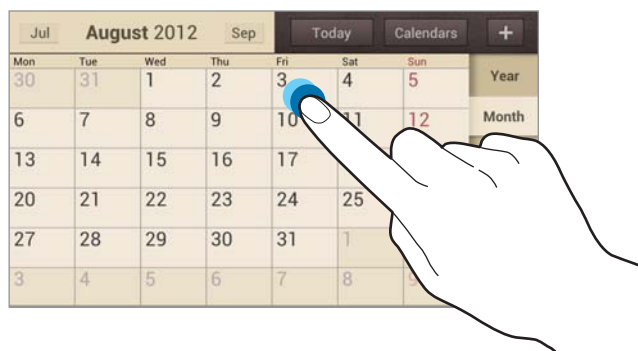 Jul August 2012 Sep Today Calendars +
Mon Tue Wed Thu Fri Sat Sun
30 31 1 2 3 4 5 Year
6 7 8 9 10 11 12 Month
13 14 15 16 17
20 21 22 23 24 25
27 28 29 30 31 1
3 4 5 6 7 8 9